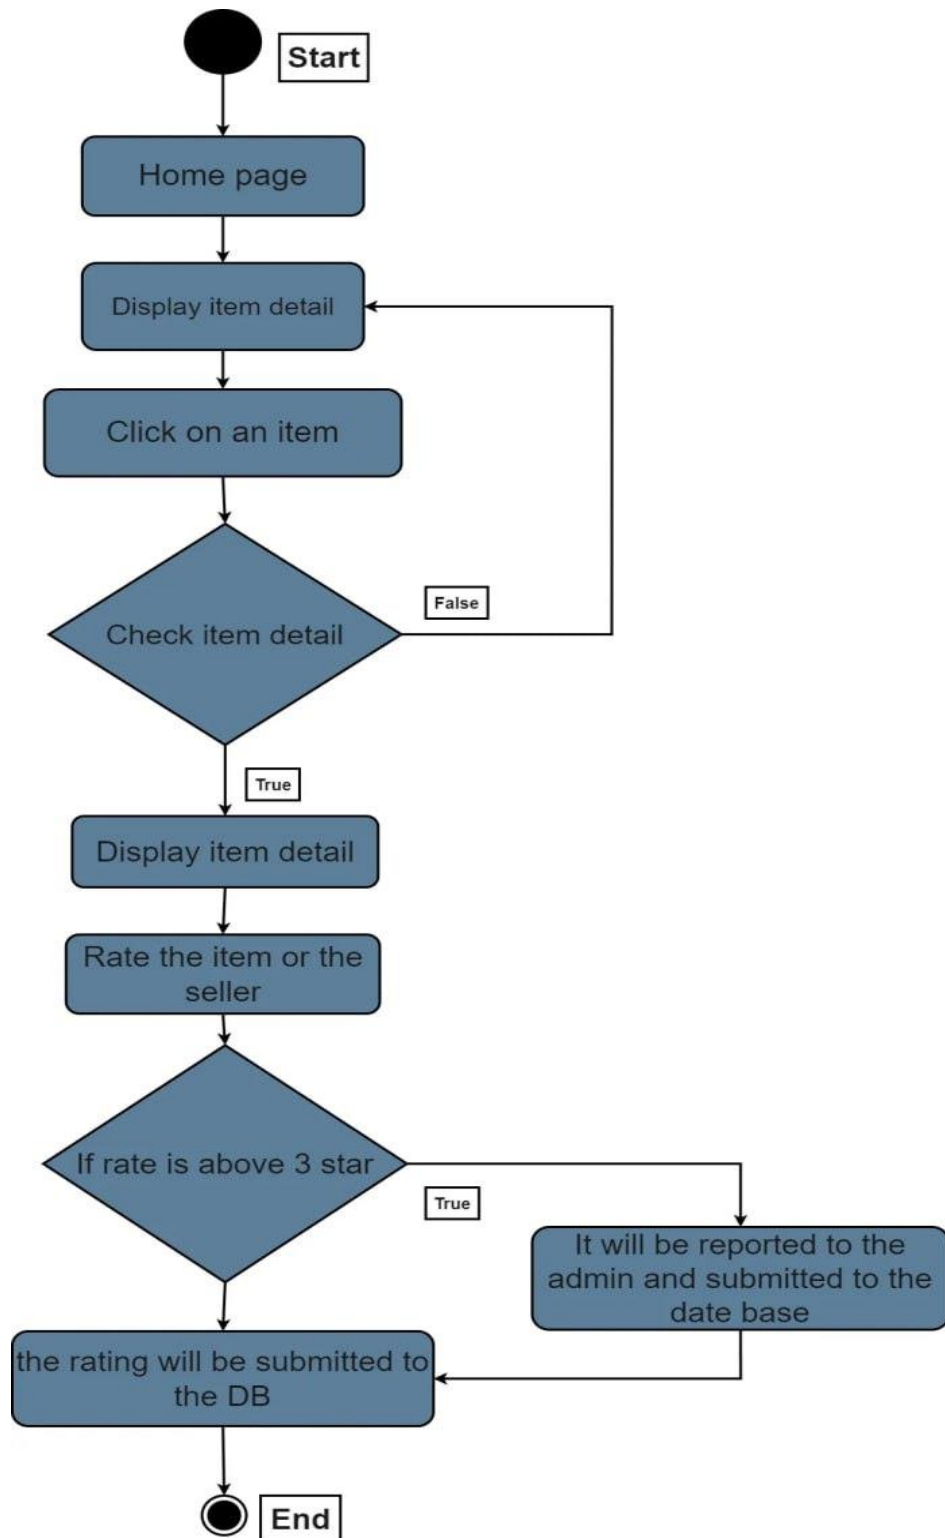 Start
Home page
Display item detail
Click on an item
False
Check item detail
True
Display item detail
Rate the item or the
seller
If rate is above 3 star
True
It will be reported to the
admin and submitted to the
date base
the rating will be submitted to
the DB
End